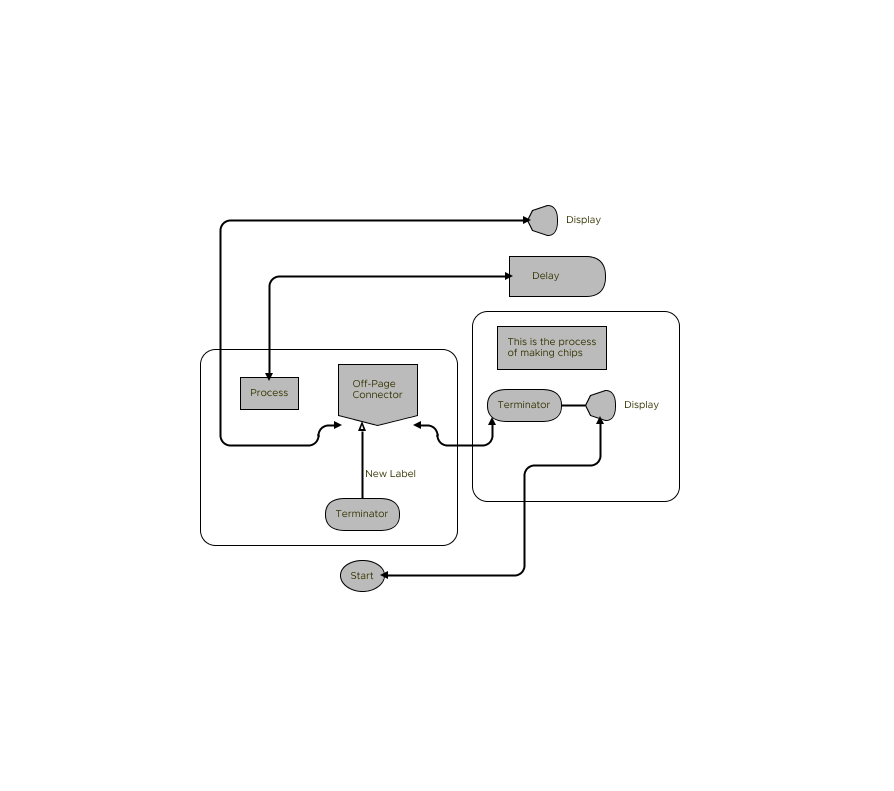 Display
Delay
This is the process
of making chips
Process
Off-Page
Connector
Terminator
Display
New Label
Terminator
Start